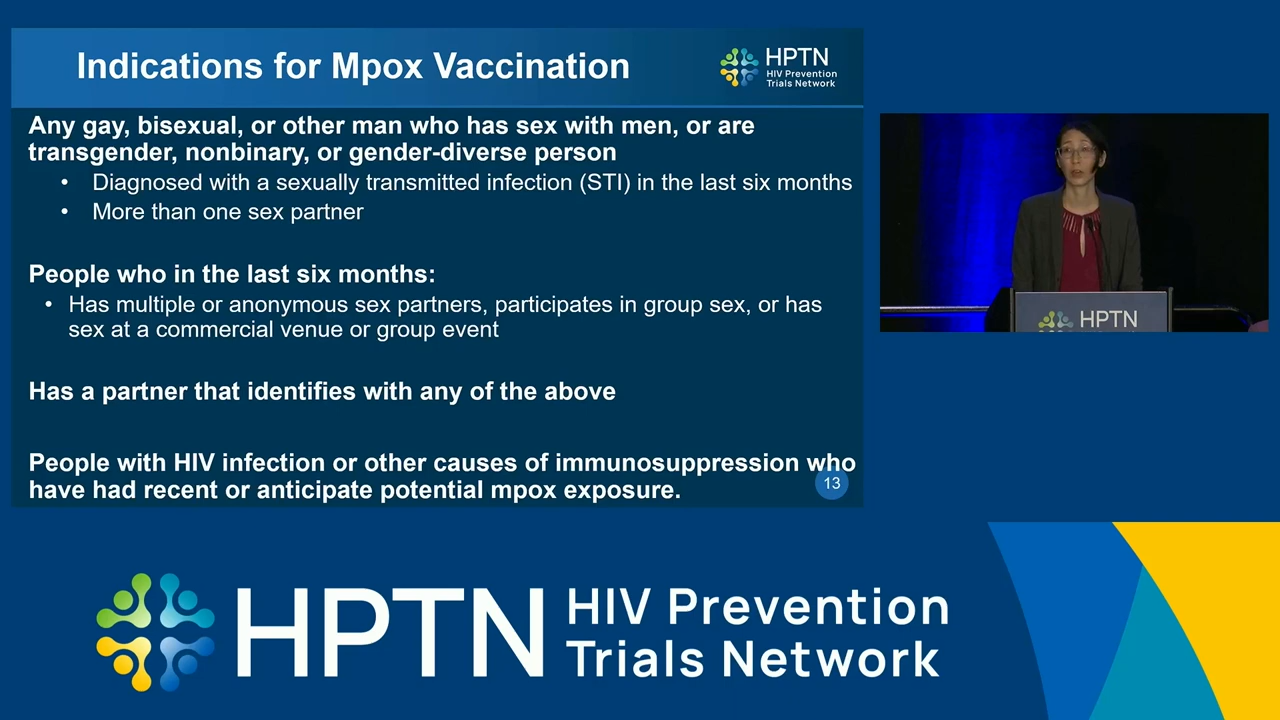 Indications for Mpox Vaccination
HPTN
HIV Prevention
Trials Network
Any gay, bisexual, or other man who has sex with men, or are
transgender, nonbinary, or gender-diverse person
• Diagnosed with a sexually transmitted infection (STI) in the last six months
• More than one sex partner
People who in the last six months:
• Has multiple or anonymous sex partners, participates in group sex, or has
sex at a commercial venue or group event
Has a partner that identifies with any of the above
People with HIV infection or other causes of immunosuppression who
have had recent or anticipate potential mpox exposure.
13
HPTN
HPTN
HIV Prevention
Trials Network